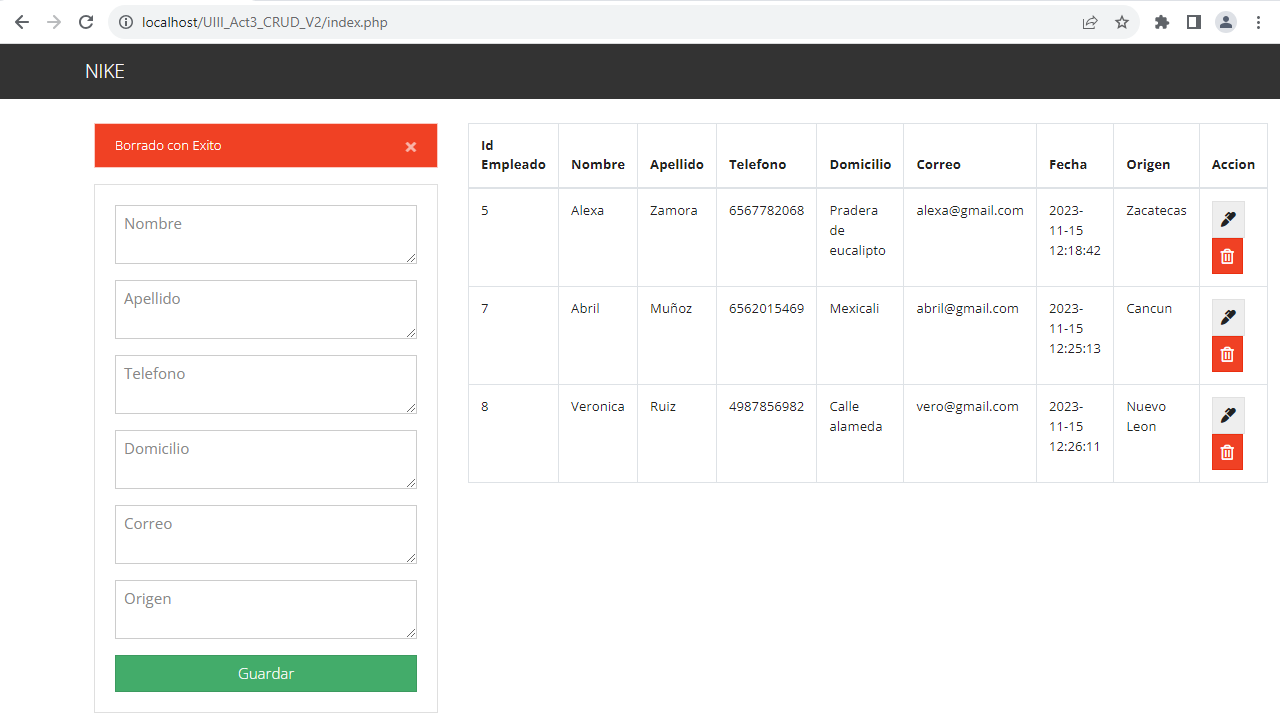 localhost/UIII_Act3_CRUD_V2/index.php
NIKE
Borrado con Exito ×
Nombre
Apellido
Telefono
Domicilio
Correo
Origen
Guardar
Id Empleado Nombre Apellido Telefono Domicilio Correo Fecha Origen Accion
5 Alexa Zamora 6567782068 Pradera de eucalipto alexa@gmail.com 2023-11-15 12:18:42 Zacatecas
7 Abril Muñoz 6562015469 Mexicali abril@gmail.com 2023-11-15 12:25:13 Cancun
8 Veronica Ruiz 4987856982 Calle alameda vero@gmail.com 2023-11-15 12:26:11 Nuevo Leon